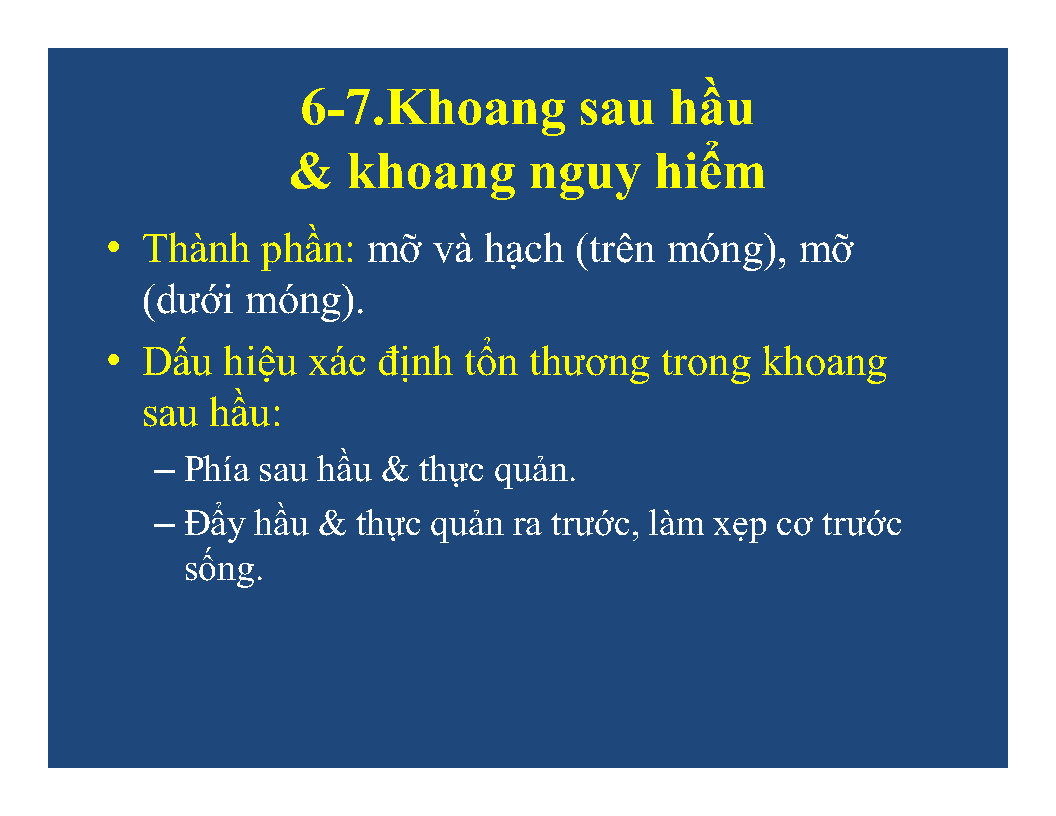 6-7.Khoang sau hầu
& khoang nguy hiểm
• Thành phần: mỡ và hạch (trên móng), mỡ
(dưới móng).
• Dấu hiệu xác định tổn thương trong khoang
sau hầu:
– Phía sau hầu & thực quản.
– Đẩy hầu & thực quản ra trước, làm xẹp cơ trước
sống.